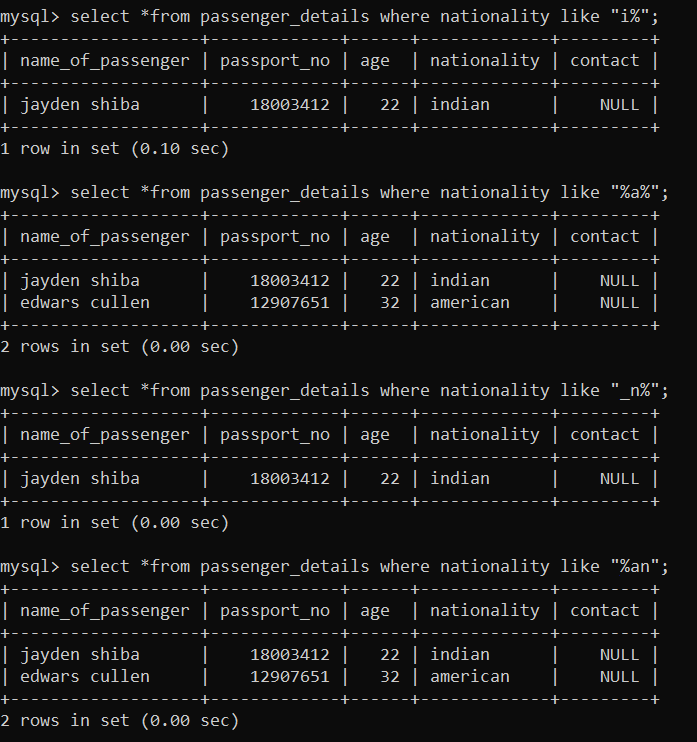 mysql> select *from passenger_details where nationality like "i%";
+-------------------+-------------+------+-------------+---------+
| name_of_passenger | passport_no | age  | nationality | contact |
+-------------------+-------------+------+-------------+---------+
| jayden shiba      |    18003412 |   22 | indian      |    NULL |
+-------------------+-------------+------+-------------+---------+
1 row in set (0.10 sec)
mysql> select *from passenger_details where nationality like "%a%";
+-------------------+-------------+------+-------------+---------+
| name_of_passenger | passport_no | age  | nationality | contact |
+-------------------+-------------+------+-------------+---------+
| jayden shiba      |    18003412 |   22 | indian      |    NULL |
| edwars cullen     |    12907651 |   32 | american    |    NULL |
+-------------------+-------------+------+-------------+---------+
2 rows in set (0.00 sec)
mysql> select *from passenger_details where nationality like "_n%";
+-------------------+-------------+------+-------------+---------+
| name_of_passenger | passport_no | age  | nationality | contact |
+-------------------+-------------+------+-------------+---------+
| jayden shiba      |    18003412 |   22 | indian      |    NULL |
+-------------------+-------------+------+-------------+---------+
1 row in set (0.00 sec)
mysql> select *from passenger_details where nationality like "%an";
+-------------------+-------------+------+-------------+---------+
| name_of_passenger | passport_no | age  | nationality | contact |
+-------------------+-------------+------+-------------+---------+
| jayden shiba      |    18003412 |   22 | indian      |    NULL |
| edwars cullen     |    12907651 |   32 | american    |    NULL |
+-------------------+-------------+------+-------------+---------+
2 rows in set (0.00 sec)